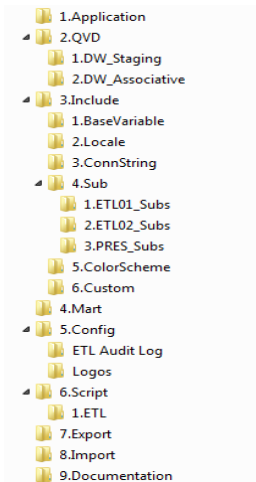 1.Application
2.QVD
1.DW_Staging
2.DW_Associative
3.Include
1.BaseVariable
2.Locale
3.ConnString
4.Sub
1.ETL01_Subs
2.ETL02_Subs
3.PRES_Subs
5.ColorScheme
6.Custom
4.Mart
5.Config
ETL Audit Log
Logos
6.Script
1.ETL
7.Export
8.Import
9.Documentation